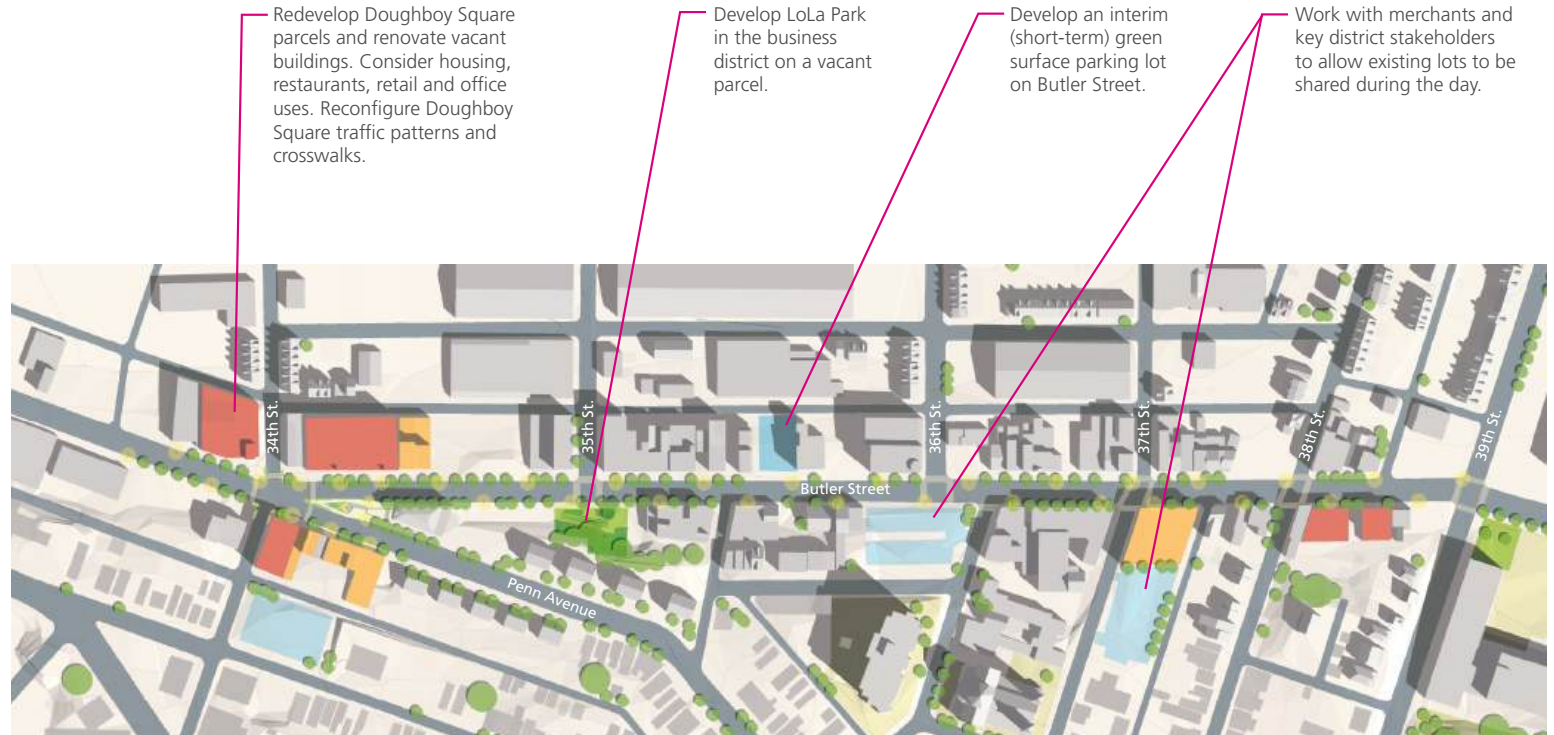 Redevelop Doughboy Square
parcels and renovate vacant
buildings. Consider housing,
restaurants, retail and office
uses. Reconfigure Doughboy
Square traffic patterns and
crosswalks.
Develop LoLa Park
in the business
district on a vacant
parcel.
Develop an interim
(short-term) green
surface parking lot
on Butler Street.
Work with merchants and
key district stakeholders
to allow existing lots to be
shared during the day.
34th St.
35th St.
36th St.
37th St.
38th St.
39th St.
Butler Street
Penn Avenue